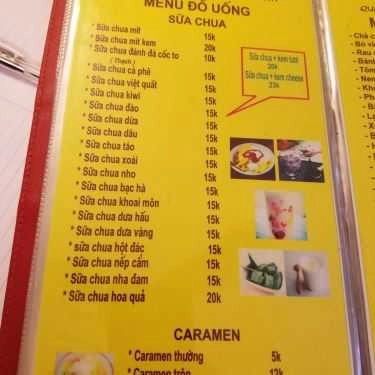 MENU ĐỒ UỐNG
SỮA CHUA
* Sữa chua mít 15k
* Sữa chua mít kem 20k
* Sữa chua đánh đá cốc to 10k
( Thạch )
* Sữa chua cà phê 15k
* Sữa chua việt quất 15k
* Sữa chua kiwi 15k
* Sữa chua đào 15k
* Sữa chua dừa 15k
* Sữa chua dâu 15k
* Sữa chua táo 15k
* Sữa chua xoài 15k
* Sữa chua nho 15k
* Sữa chua bạc hà 15k
* Sữa chua khoai môn 15k
* Sữa chua dưa hấu 15k
* Sữa chua dưa vàng 15k
* sữa chua hột đác 15k
* Sữa chua nếp cẩm 15k
* Sữa chua nha đam 15k
* Sữa chua hoa quả 20k
Sữa chua + kem tươi
20k
Sữa chua + kem cheese
23k
CARAMEN
* Caramen thường 5k
* Caramen trộn 12k